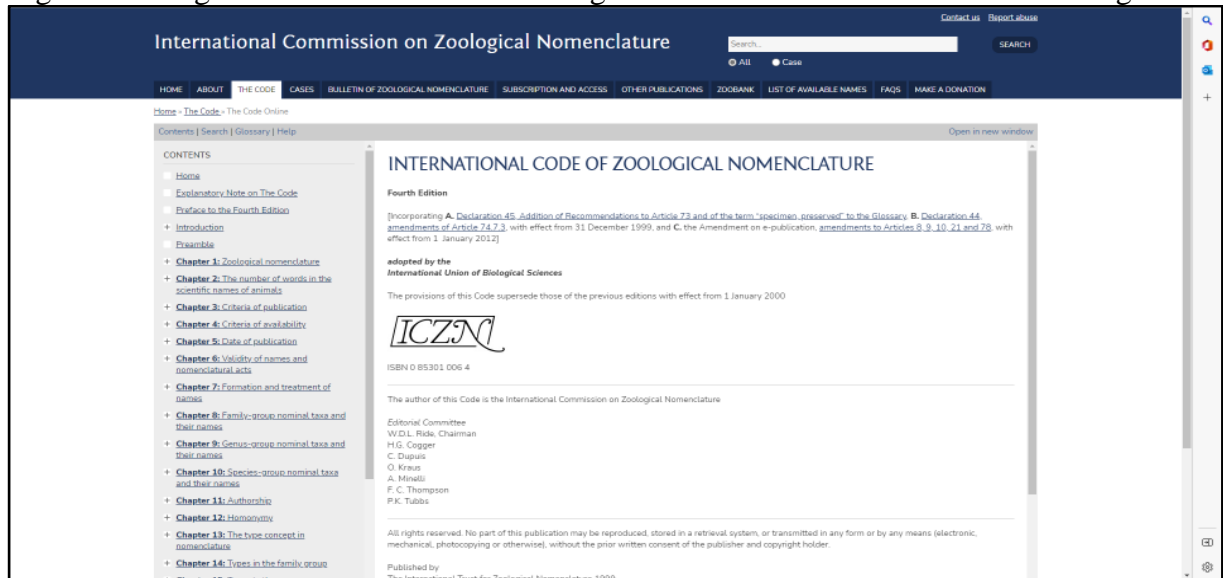 Contact us Report abuse
International Commission on Zoological Nomenclature
Search...
SEARCH
All Case
HOME ABOUT THE CODE CASES BULLETIN OF ZOOLOGICAL NOMENCLATURE SUBSCRIPTION AND ACCESS OTHER PUBLICATIONS ZOOBANK LIST OF AVAILABLE NAMES FAQS MAKE A DONATION
Home » The Code » The Code Online
Contents | Search | Glossary | Help
Open in new window
CONTENTS
Home
Explanatory Note on The Code
Preface to the Fourth Edition
+ Introduction
Preamble
+ Chapter 1: Zoological nomenclature
+ Chapter 2: The number of words in the
scientific names of animals
+ Chapter 3: Criteria of publication
+ Chapter 4: Criteria of availability
+ Chapter 5: Date of publication
+ Chapter 6: Validity of names and
nomenclatural acts
+ Chapter 7: Formation and treatment of
names
+ Chapter 8: Family-group nominal taxa and
their names
+ Chapter 9: Genus-group nominal taxa and
their names
+ Chapter 10: Species-group nominal taxa
and their names
+ Chapter 11: Authorship
+ Chapter 12: Homonymy
+ Chapter 13: The type concept in
nomenclature
+ Chapter 14: Types in the family group
INTERNATIONAL CODE OF ZOOLOGICAL NOMENCLATURE
Fourth Edition
[Incorporating A. Declaration 45, Addition of Recommendations to Article 73 and of the term "specimen, preserved" to the Glossary, B. Declaration 44,
amendments of Article 74.7.3, with effect from 31 December 1999, and C. the Amendment on e-publication, amendments to Articles 8, 9, 10, 21 and 78, with
effect from 1 January 2012]
adopted by the
International Union of Biological Sciences
The provisions of this Code supersede those of the previous editions with effect from 1 January 2000
ICZN
ISBN 0 85301 006 4
The author of this Code is the International Commission on Zoological Nomenclature
Editorial Committee
W.D.L. Ride, Chairman
H.G. Cogger
C. Dupuis
O. Kraus
A. Minelli
F. C. Thompson
P.K. Tubbs
All rights reserved. No part of this publication may be reproduced, stored in a retrieval system, or transmitted in any form or by any means (electronic,
mechanical, photocopying or otherwise), without the prior written consent of the publisher and copyright holder.
Published by
The International Trust for Zoological Nomenclature 1999